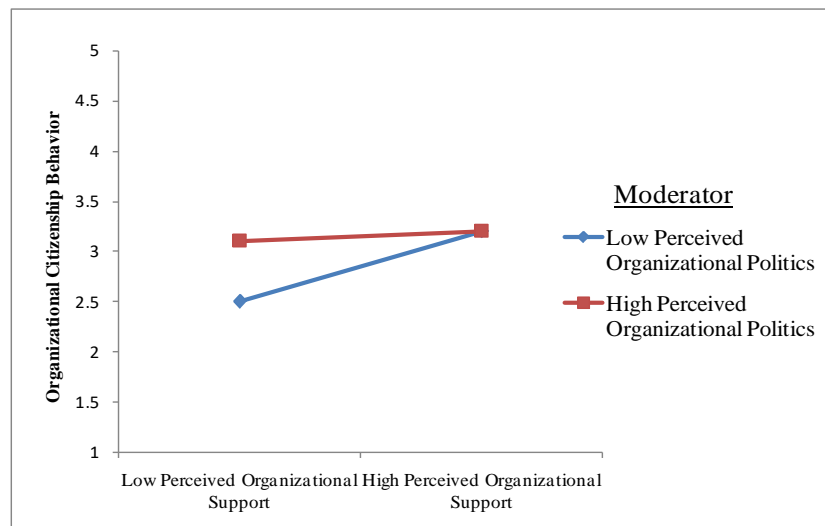 5
4.5
4
3.5
3
2.5
2
1.5
1
Organizational Citizenship Behavior
Low Perceived Organizational
Support
High Perceived Organizational
Support
Moderator
Low Perceived
Organizational Politics
High Perceived
Organizational Politics